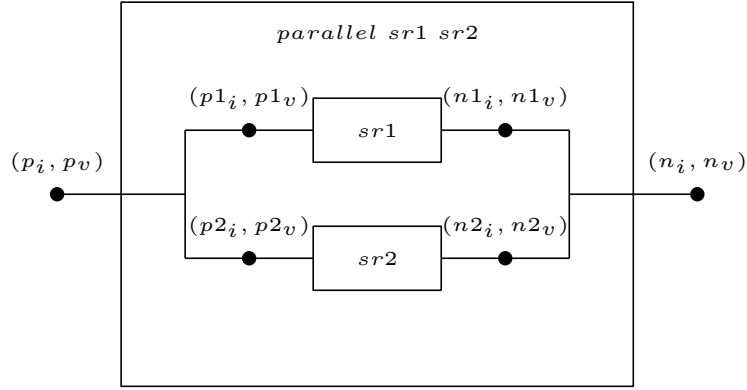 parallel sr1 sr2
(p1_i, p1_v) (n1_i, n1_v)
sr1
(p_i, p_v) (n_i, n_v)
(p2_i, p2_v) (n2_i, n2_v)
sr2